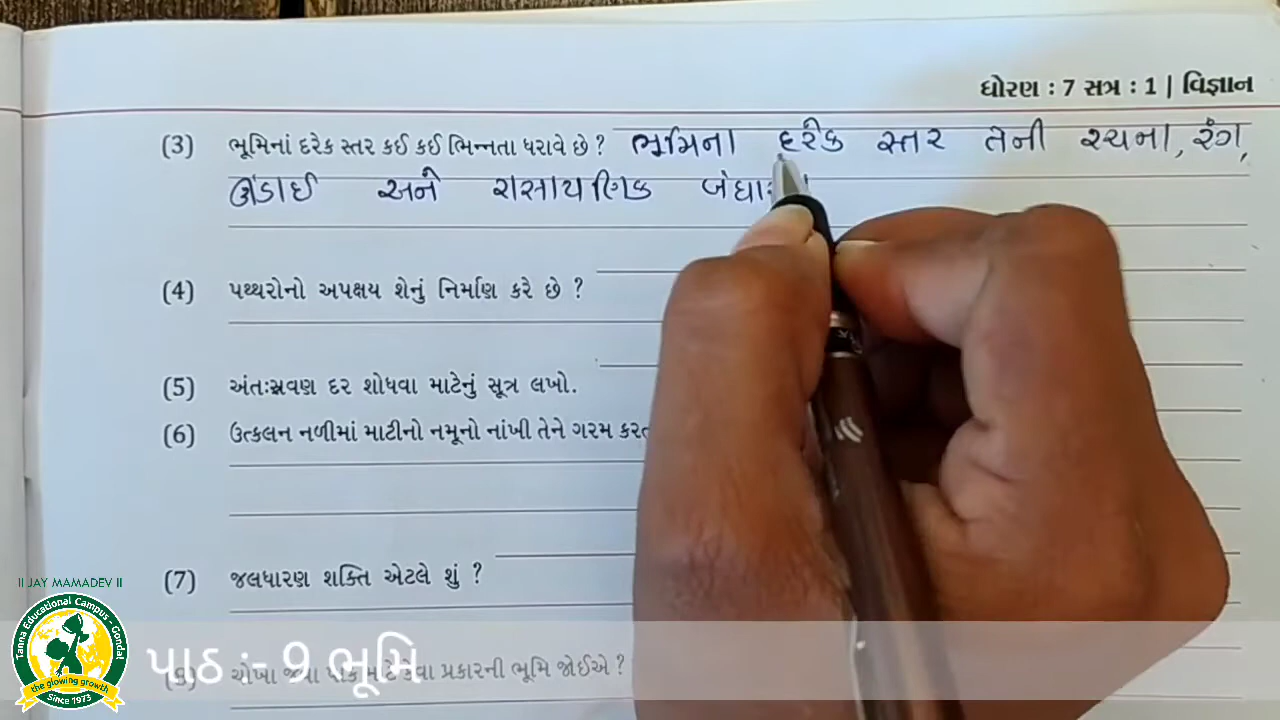 ધોરણ : 7 સત્ર : 1 | વિજ્ઞાન
(3) ભૂમિનાં દરેક સ્તર કઈ કઈ ભિન્નતા ધરાવે છે ? ભૂમિના દરેક સ્તર તેની રચના, રંગ,
ઊંડાઈ અને રાસાયણિક
(4) પથ્થરોનો અપક્ષય શેનું નિર્માણ કરે છે ?
(5) અંતઃસ્રવણ દર શોધવા માટેનું સૂત્ર લખો.
(6) ઉત્કલન નળીમાં માટીનો નમૂનો નાંખી તેને ગરમ
(7) જલધારણ શક્તિ એટલે શું ?
માટે કેવા પ્રકારની ભૂમિ જોઈએ ?
પાઠ :- 9 ભૂમિ
II JAY MAMADEV II
Tanna Educational Campus - Gondal
the glowing growth
Since 1973